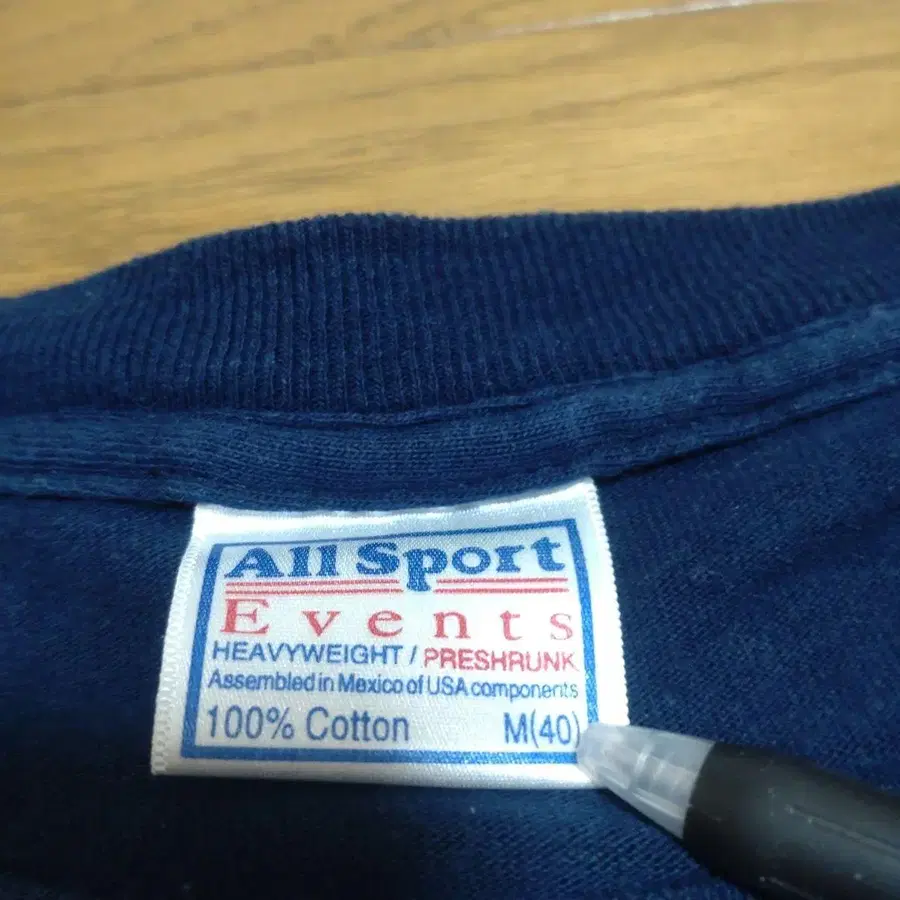 All Sport
Events
HEAVYWEIGHT / PRESHRUNK
Assembled in Mexico of USA components
100% Cotton M(40)